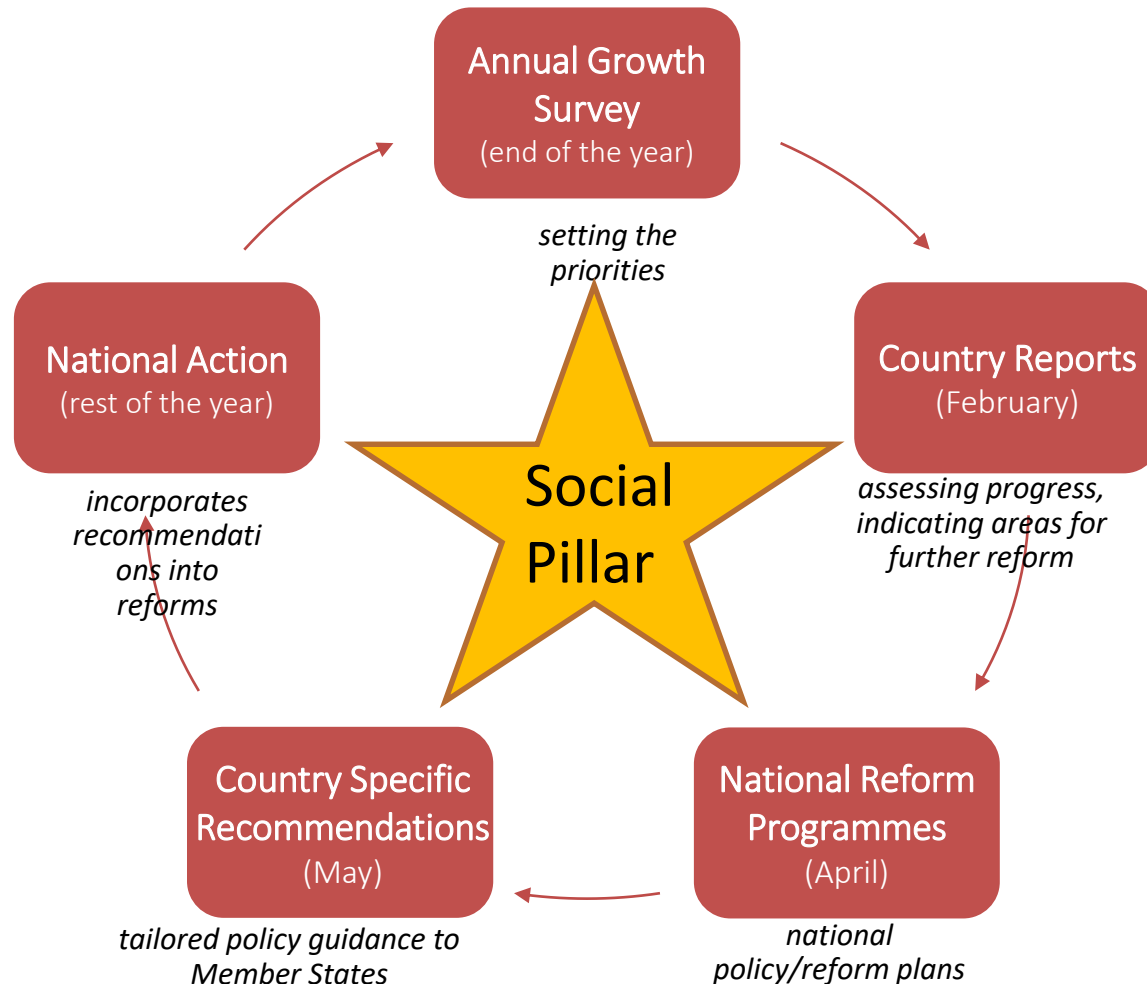 Annual Growth
Survey
(end of the year)
setting the
priorities
Country Reports
(February)
assessing progress,
indicating areas for
further reform
National Reform
Programmes
(April)
national
policy/reform plans
Country Specific
Recommendations
(May)
tailored policy guidance to
Member States
National Action
(rest of the year)
incorporates
recommendati
ons into
reforms
Social
Pillar